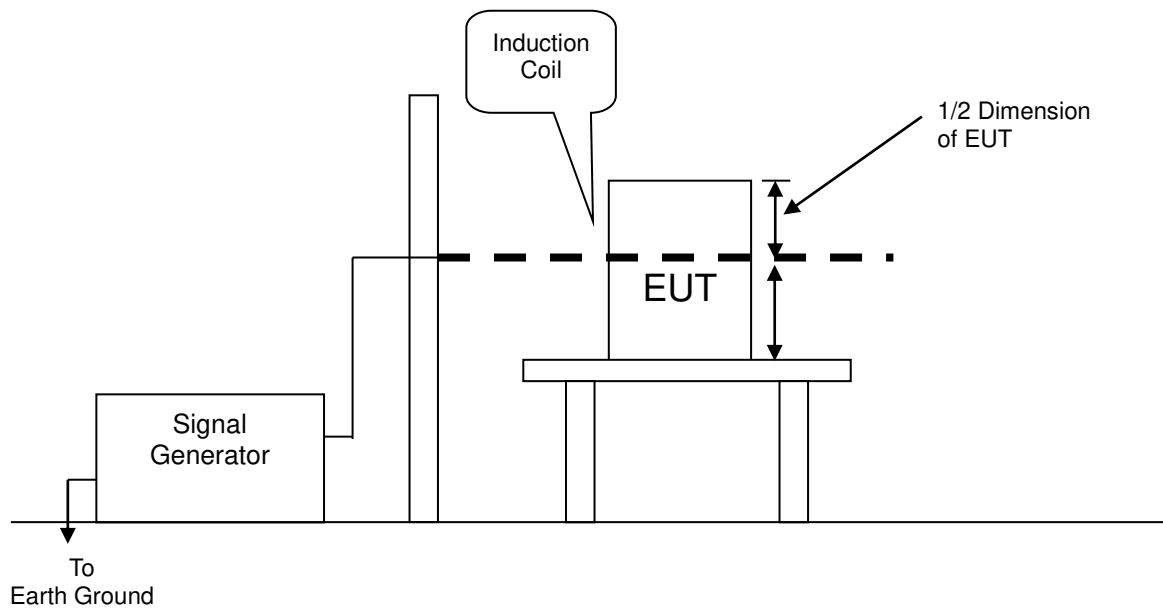 Induction
Coil
1/2 Dimension
of EUT
EUT
Signal
Generator
To
Earth Ground